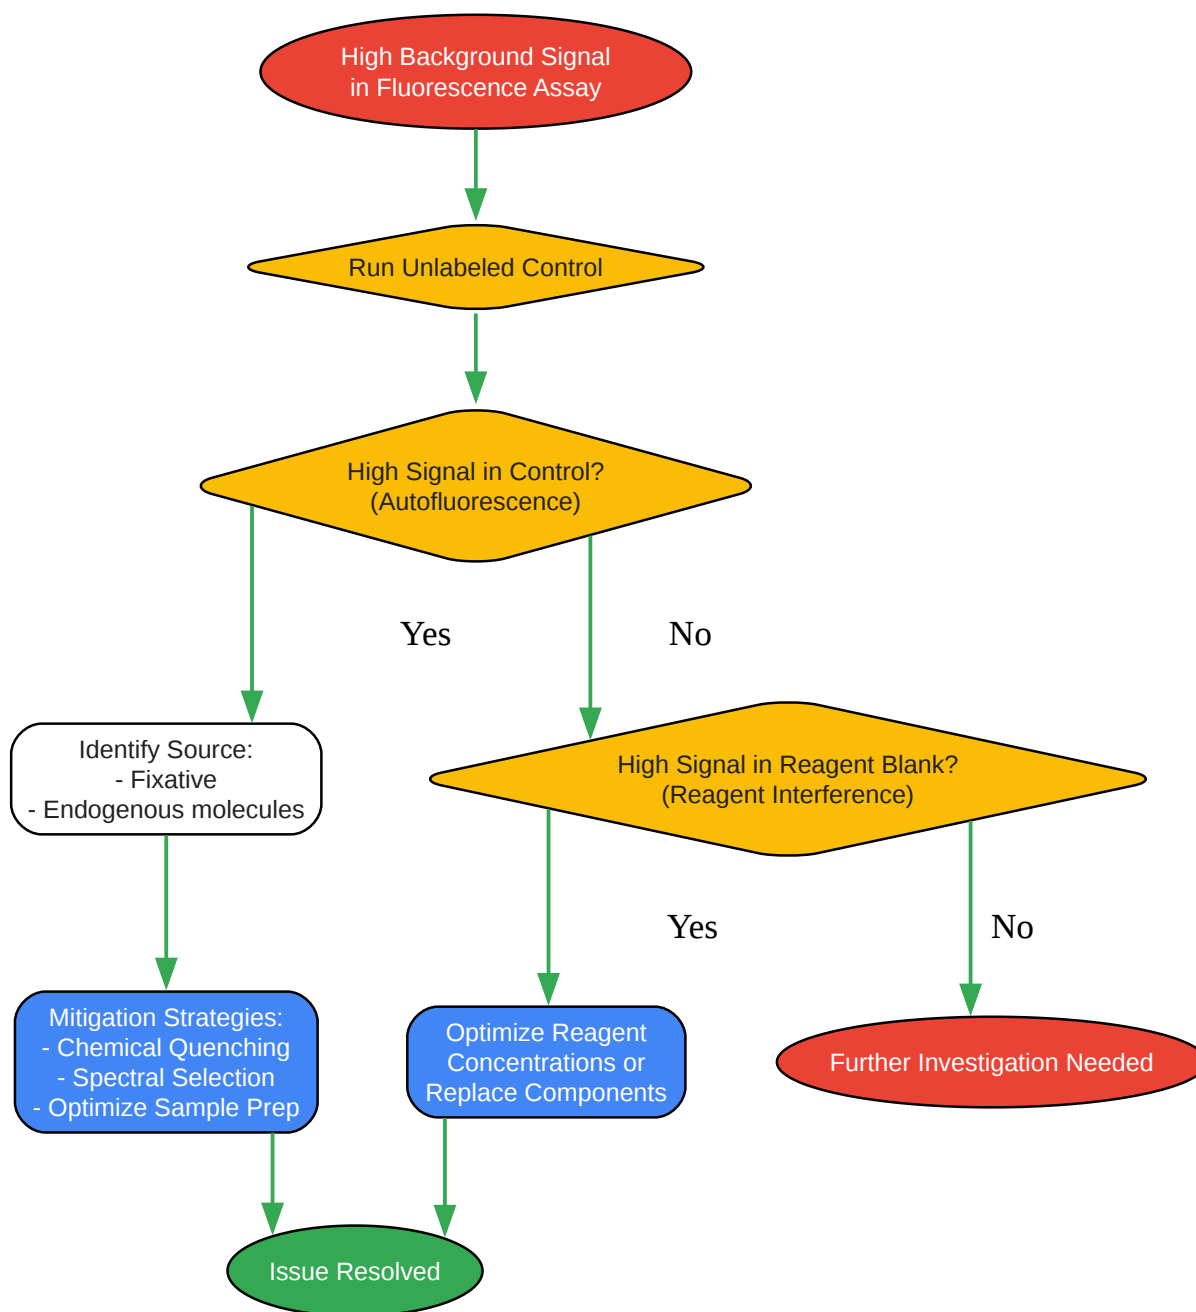 High Background Signal
in Fluorescence Assay
Run Unlabeled Control
High Signal in Control?
(Autofluorescence)
Yes
No
Identify Source:
- Fixative
- Endogenous molecules
High Signal in Reagent Blank?
(Reagent Interference)
Yes
No
Mitigation Strategies:
- Chemical Quenching
- Spectral Selection
- Optimize Sample Prep
Optimize Reagent
Concentrations or
Replace Components
Further Investigation Needed
Issue Resolved